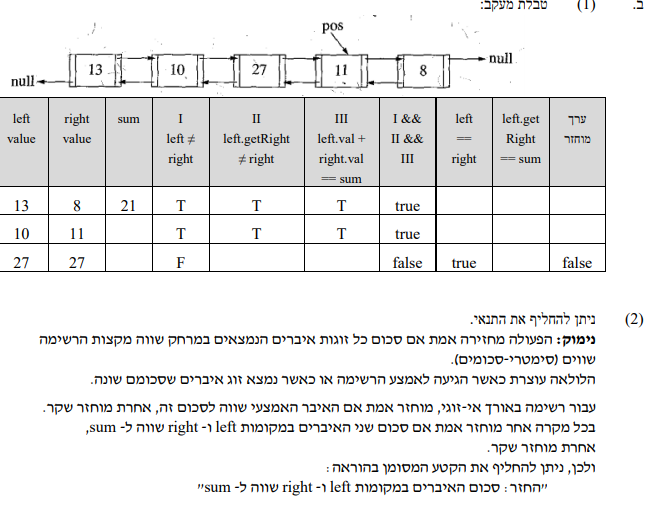 ב. (1) טבלת מעקב:
pos
null 13 10 27 11 8 null
left value | right value | sum | I left ≠ right | II left.getRight ≠ right | III left.val + right.val == sum | I && II && III | left == right | left.get Right == sum | ערך מוחזר
13 | 8 | 21 | T | T | T | true
10 | 11 | T | T | T | true
27 | 27 | F | false | true | false
(2) ניתן להחליף את התנאי.
נימוק: הפעולה מחזירה אמת אם סכום כל זוגות איברים הנמצאים במרחק שווה מקצות הרשימה
שווים (סימטרי-סכומים).
הלולאה עוצרת כאשר הגיעה לאמצע הרשימה או כאשר נמצא זוג איברים שסכומם שונה.
עבור רשימה באורך אי-זוגי, מוחזר אמת אם האיבר האמצעי שווה לסכום זה, אחרת מוחזר שקר.
בכל מקרה אחר מוחזר אמת אם סכום שני האיברים במקומות left ו- right שווה ל- sum,
אחרת מוחזר שקר.
ולכן, ניתן להחליף את הקטע המסומן בהוראה:
"החזר: סכום האיברים במקומות left ו- right שווה ל- sum"